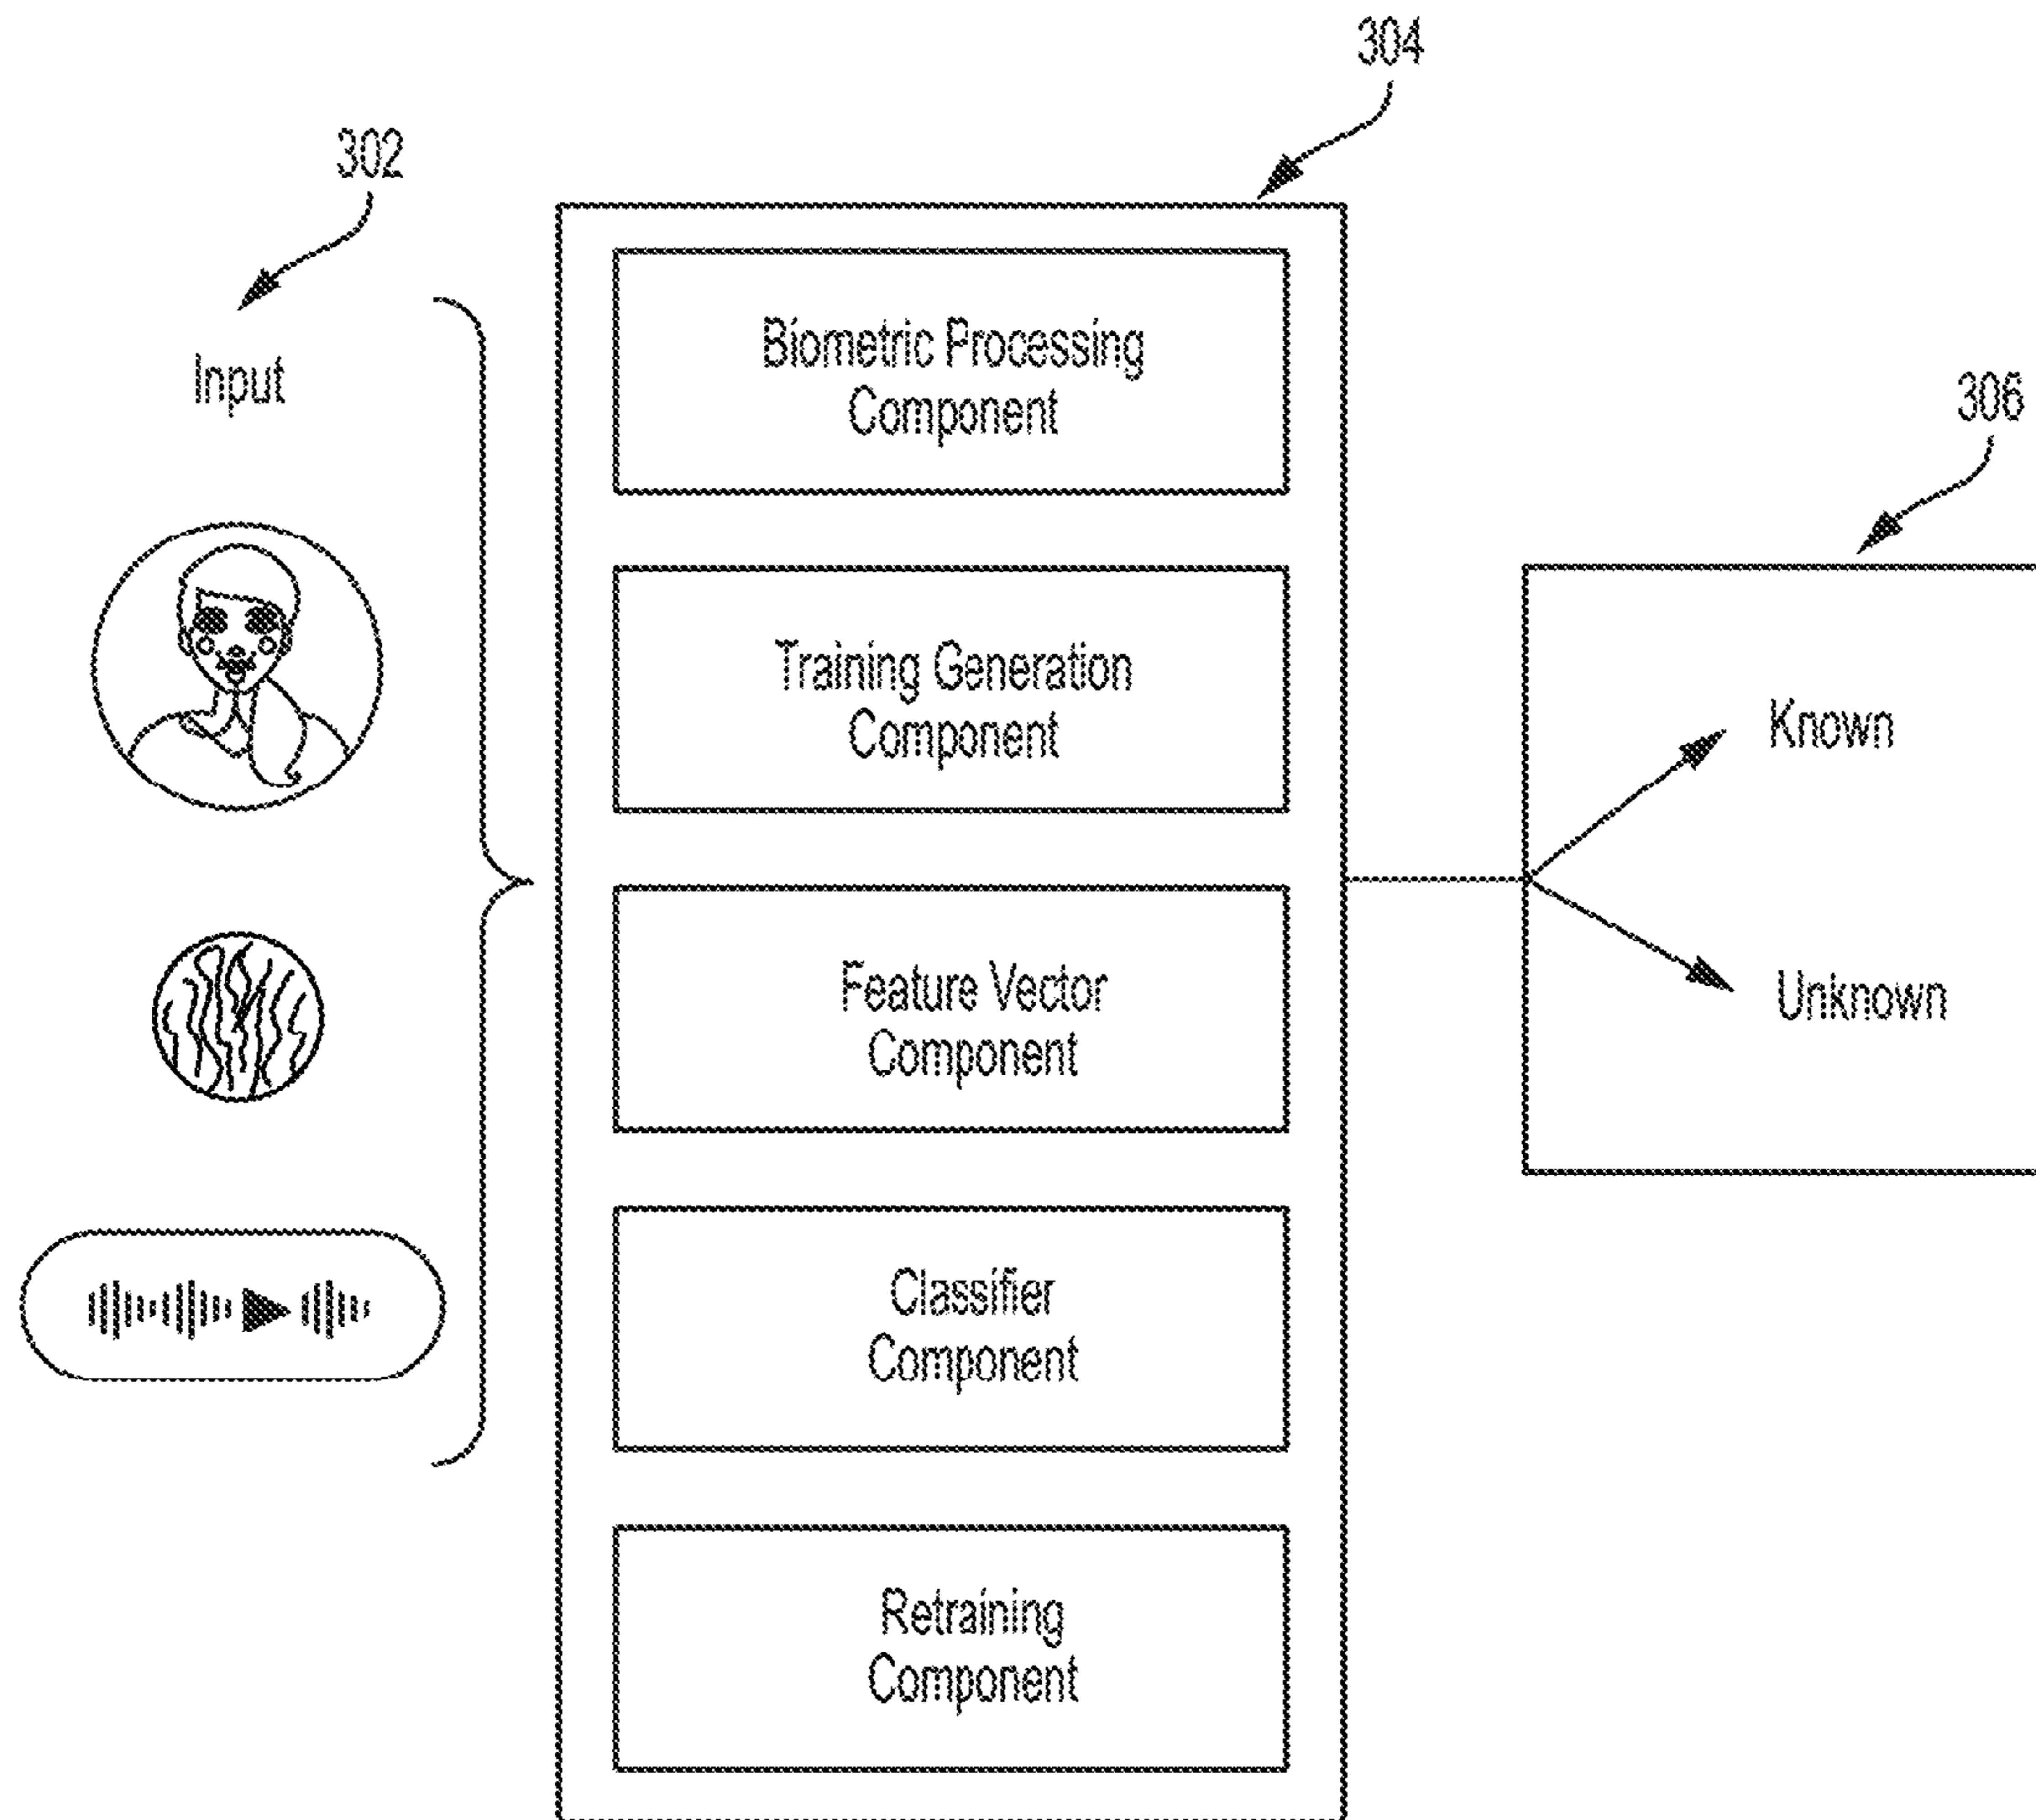 304
302
Input
Biometric Processing
Component
306
Training Generation
Component
Known
Feature Vector
Component
Unknown
Classifier
Component
Retraining
Component